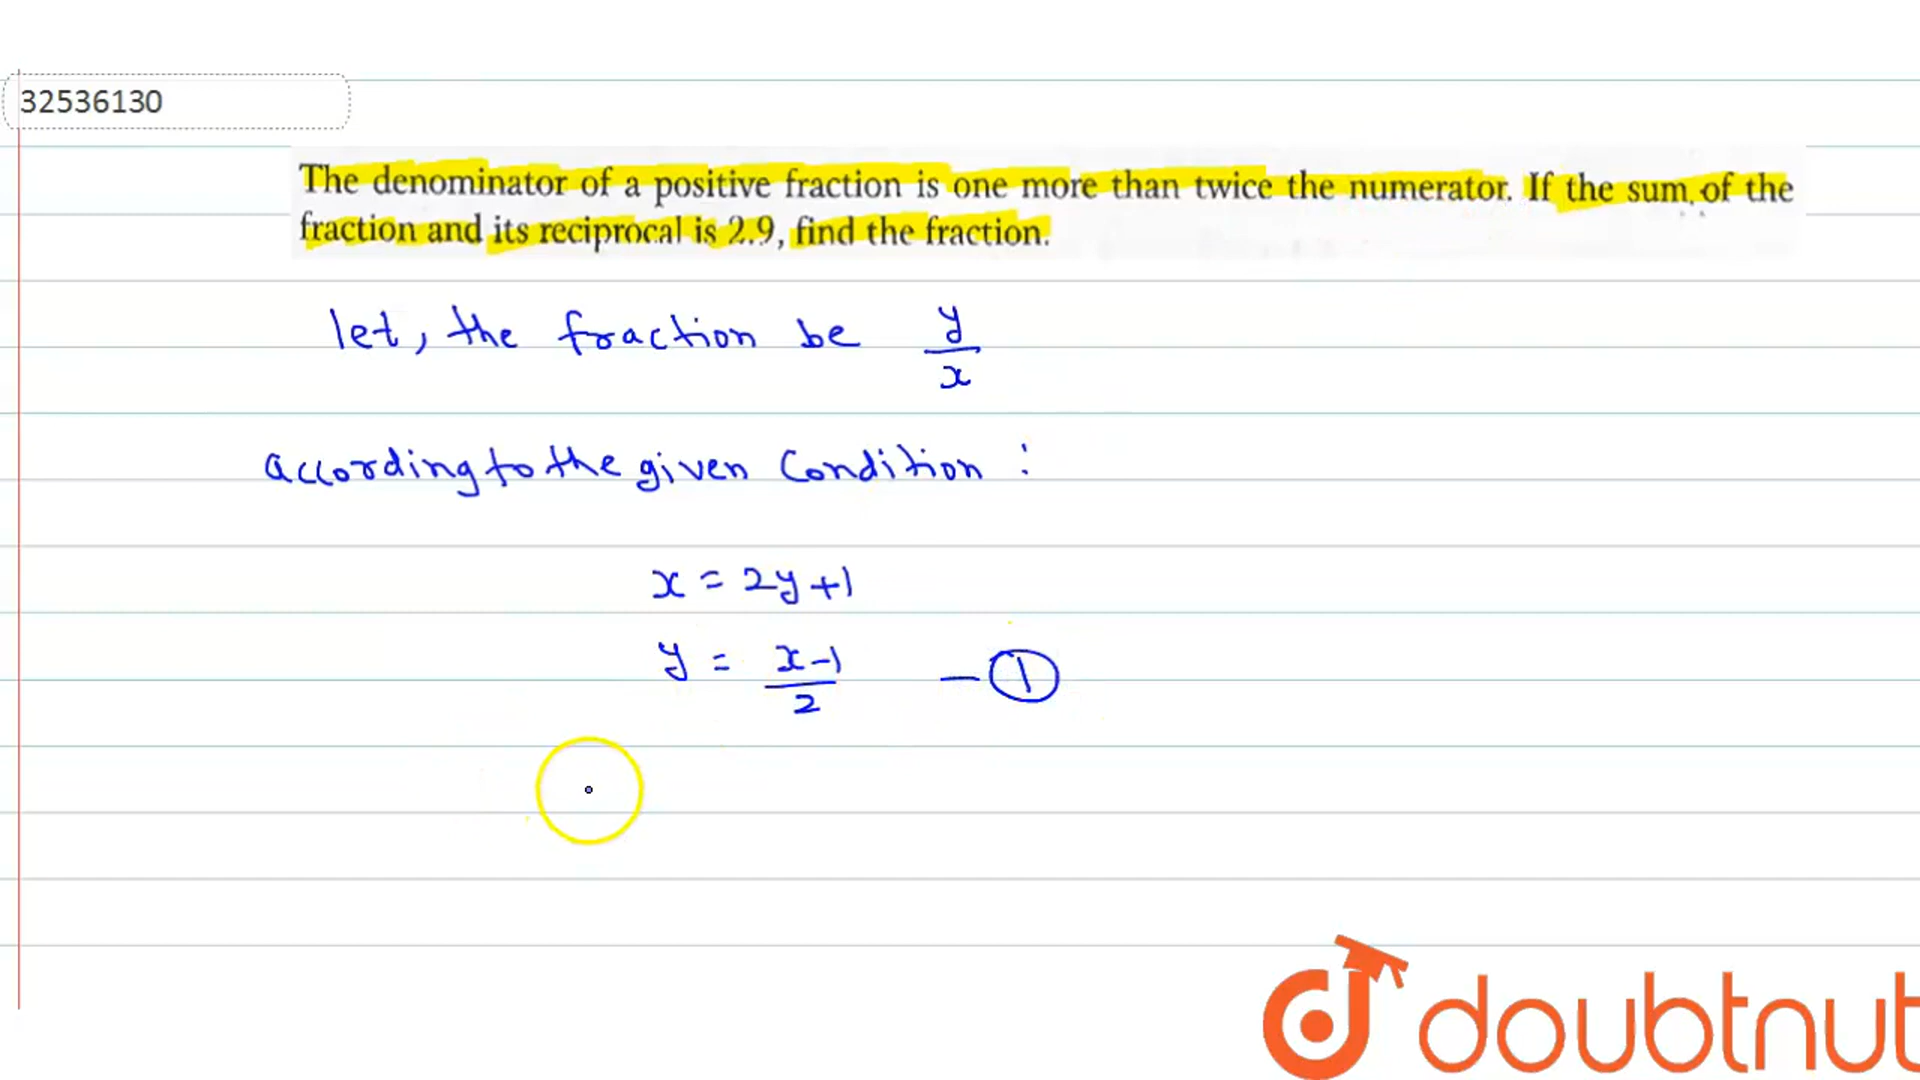 32536130
The denominator of a positive fraction is one more than twice the numerator. If the sum of the
fraction and its reciprocal is 2.9, find the fraction.
let, the fraction be y/x
according to the given Condition :
x = 2y+1
y = x-1/2 — ①
doubtnut